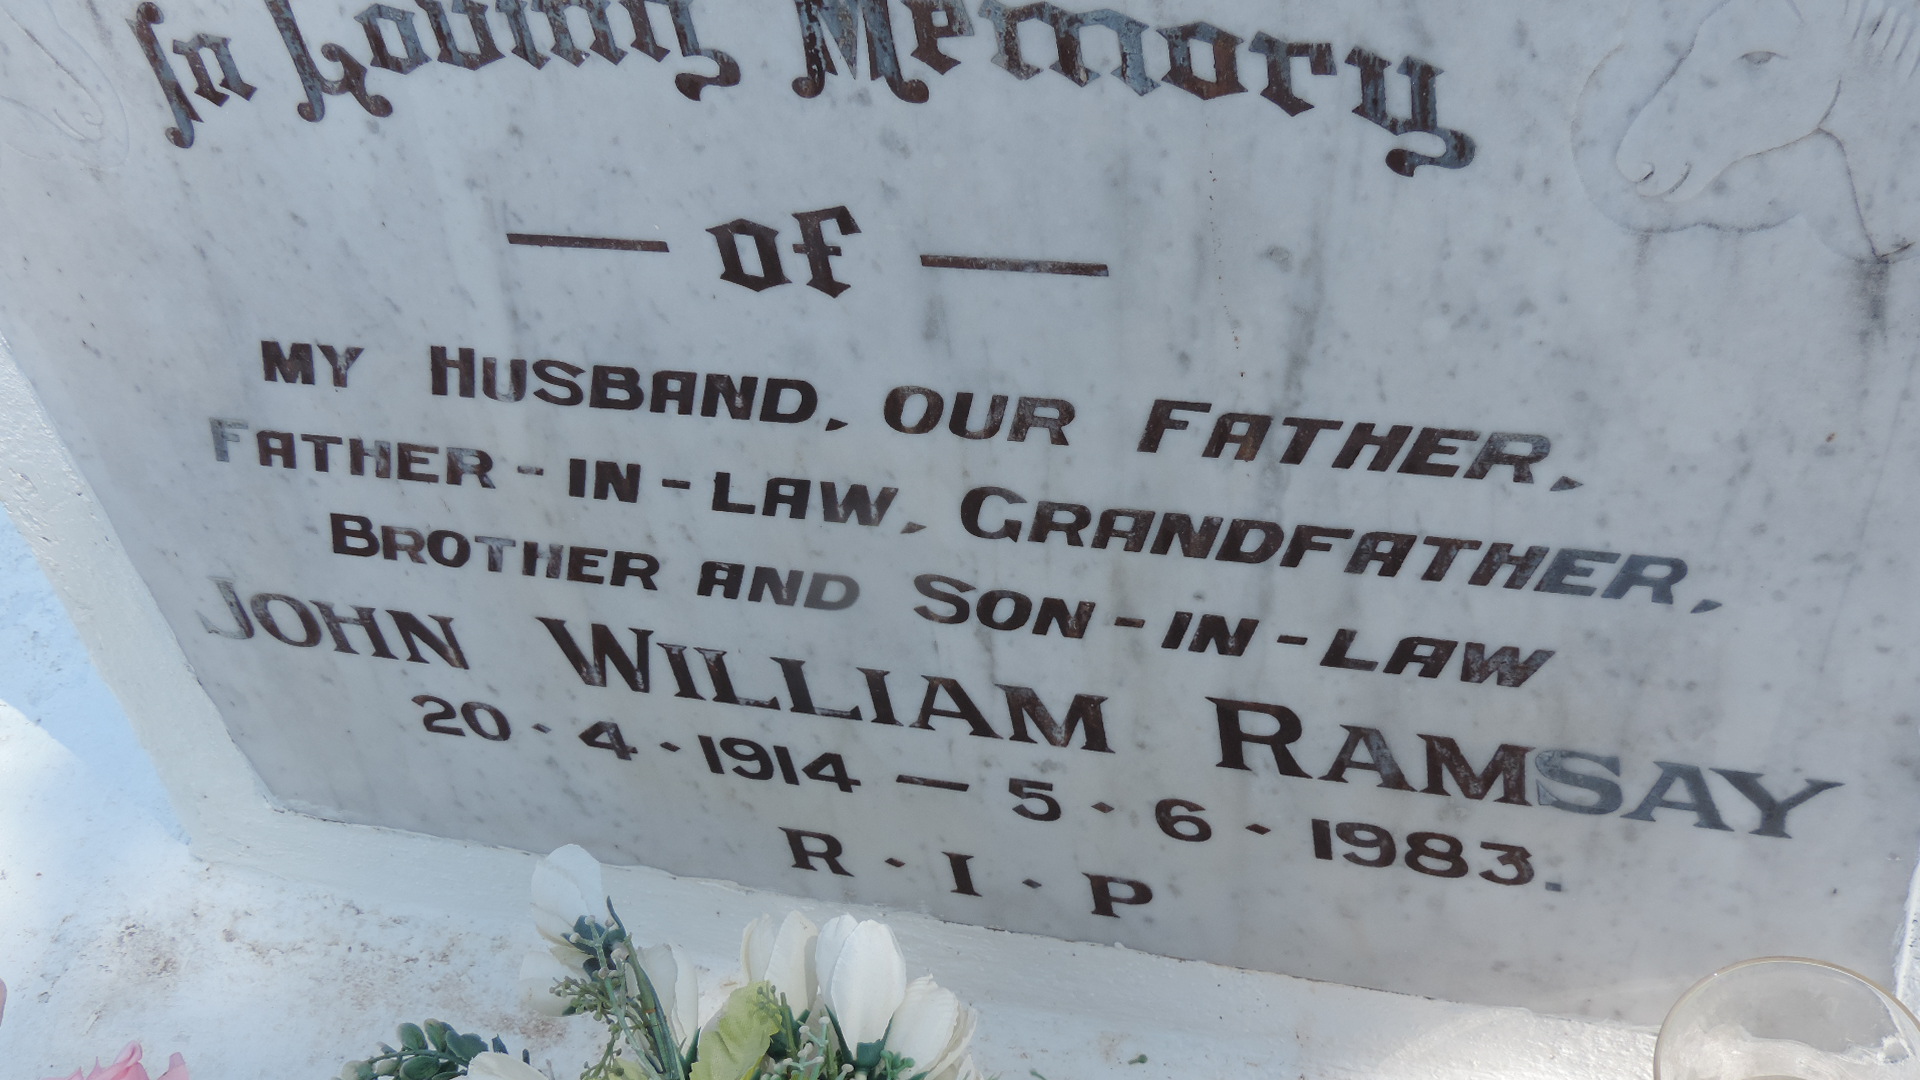 In Loving Memory
— of —
MY HUSBAND, OUR FATHER,
FATHER-IN-LAW, GRANDFATHER,
BROTHER AND SON-IN-LAW
JOHN WILLIAM RAMSAY
20·4·1914 — 5·6·1983.
R·I·P